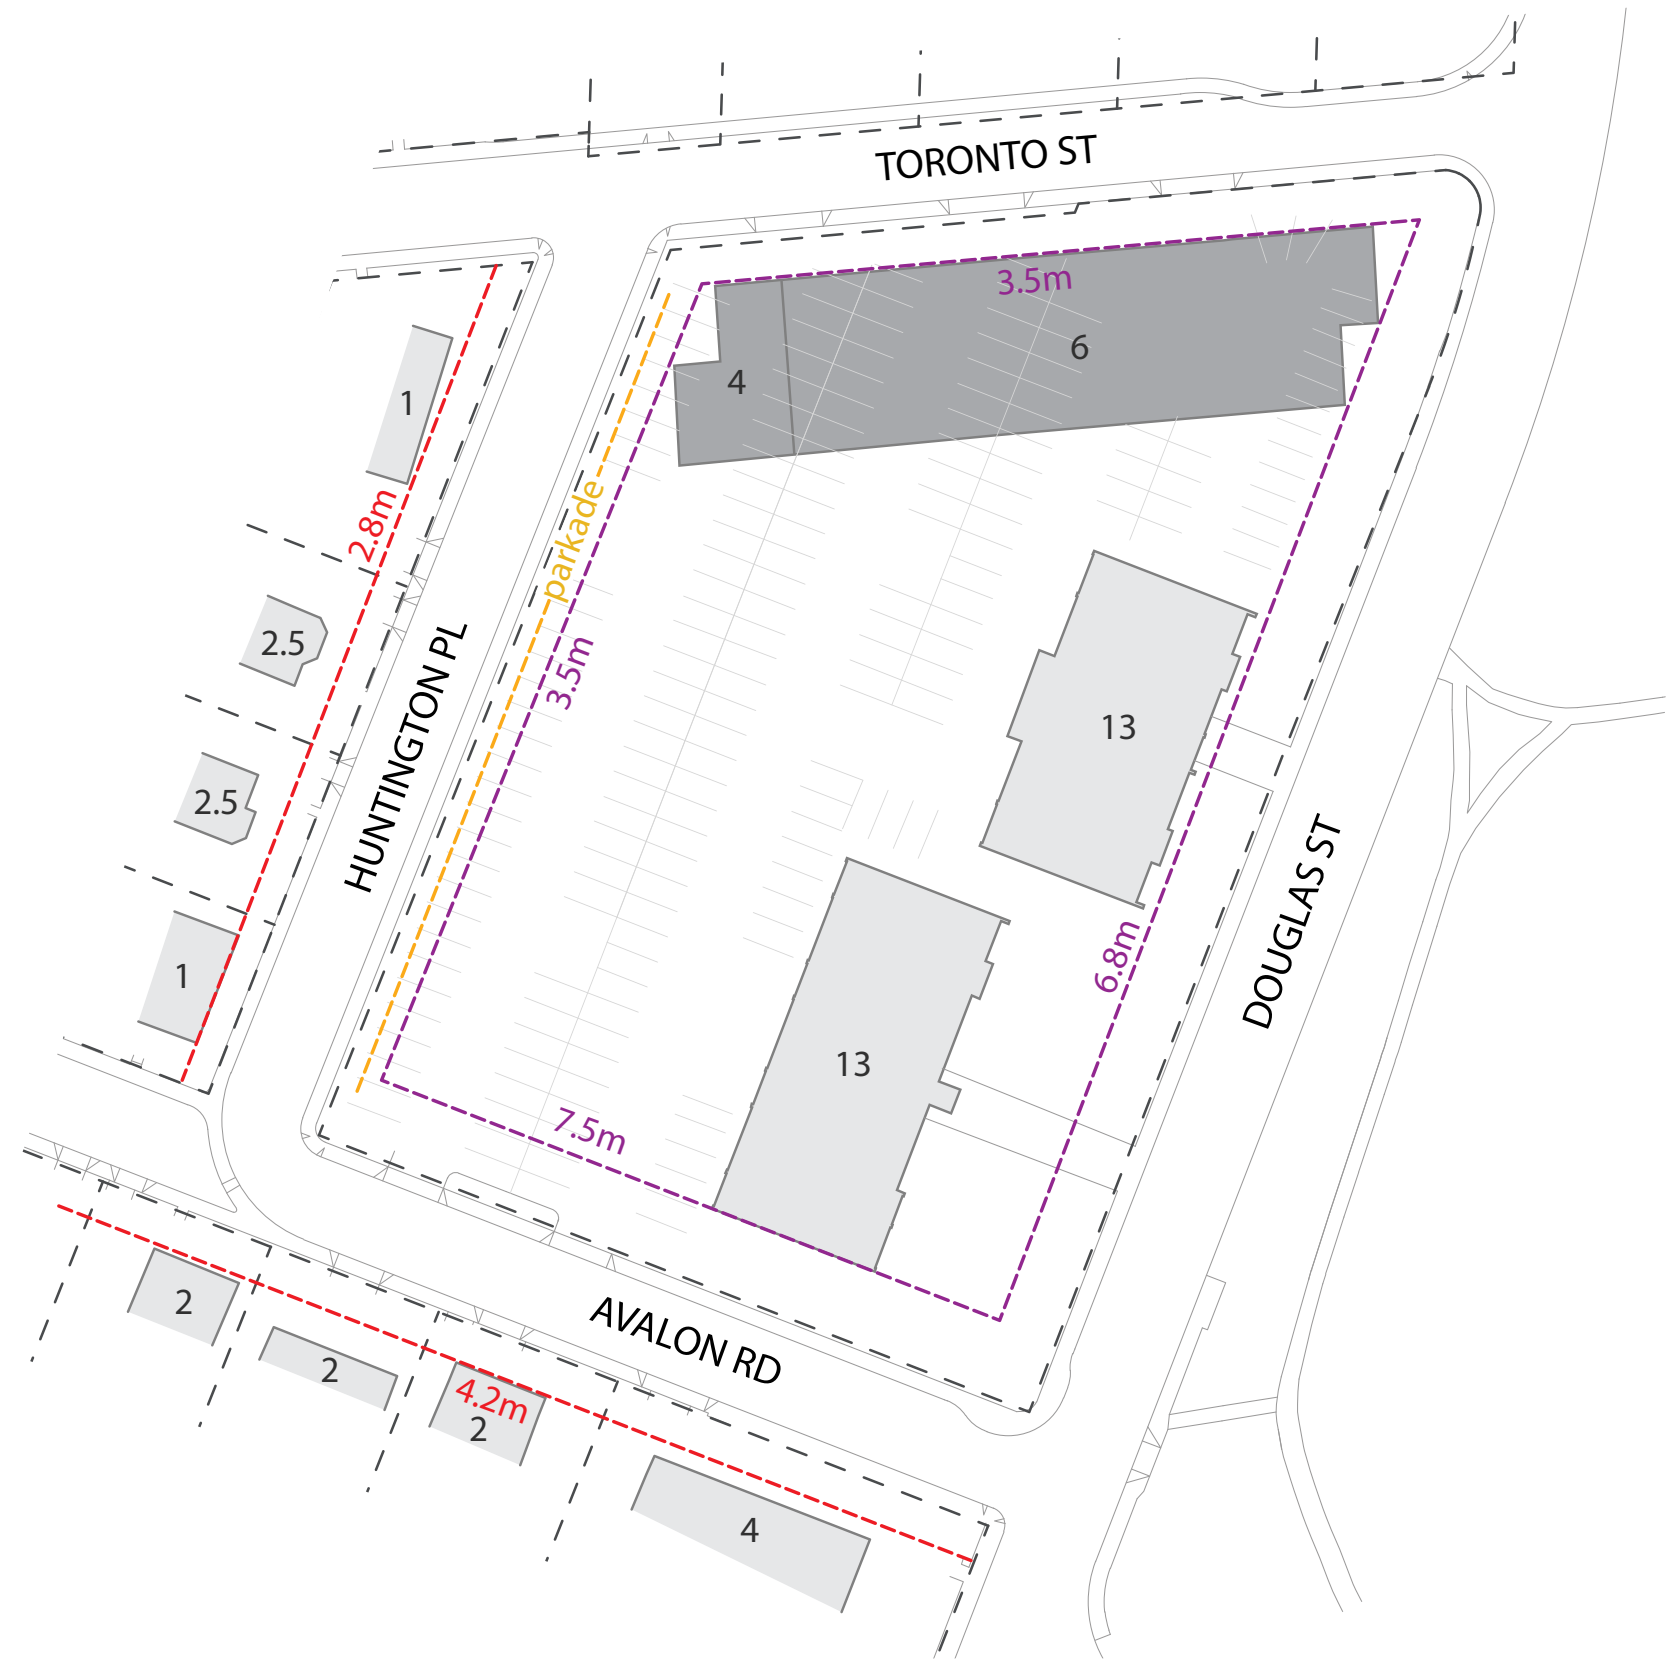 TORONTO ST
3.5m
6
4
1
2.8m
parkade
2.5
HUNTINGTON PL
3.5m
13
2.5
DOUGLAS ST
6.8m
1
13
7.5m
AVALON RD
2
2
4.2m
2
4